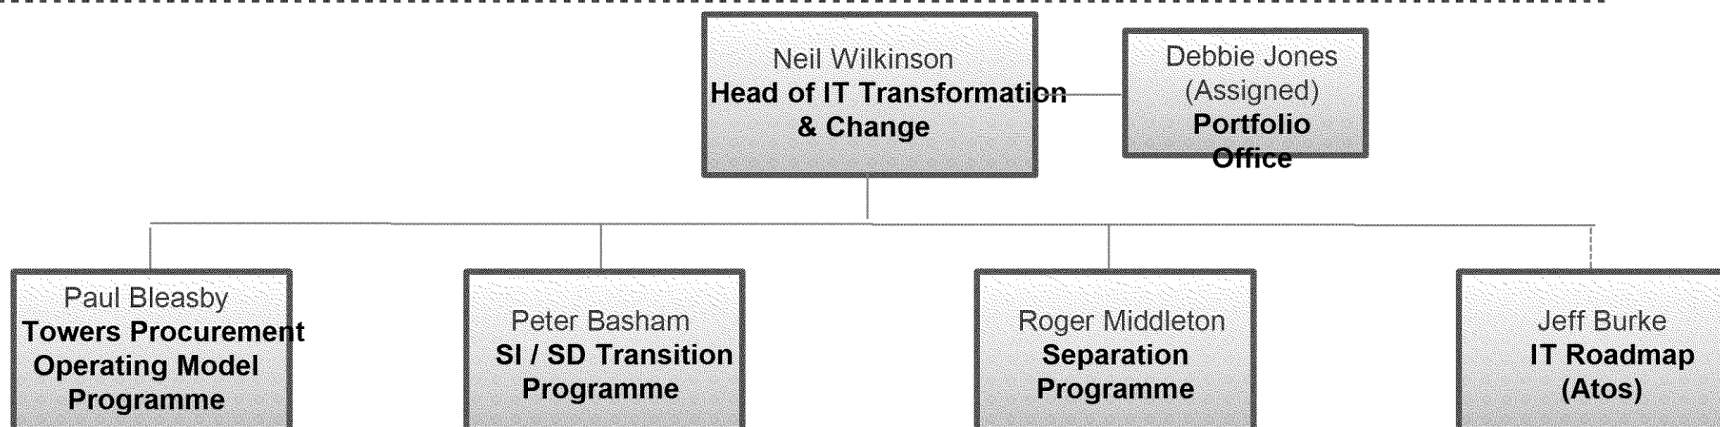 Neil Wilkinson
Head of IT Transformation
& Change
Debbie Jones
(Assigned)
Portfolio
Office
Paul Bleasby
Towers Procurement
Operating Model
Programme
Peter Basham
SI / SD Transition
Programme
Roger Middleton
Separation
Programme
Jeff Burke
IT Roadmap
(Atos)